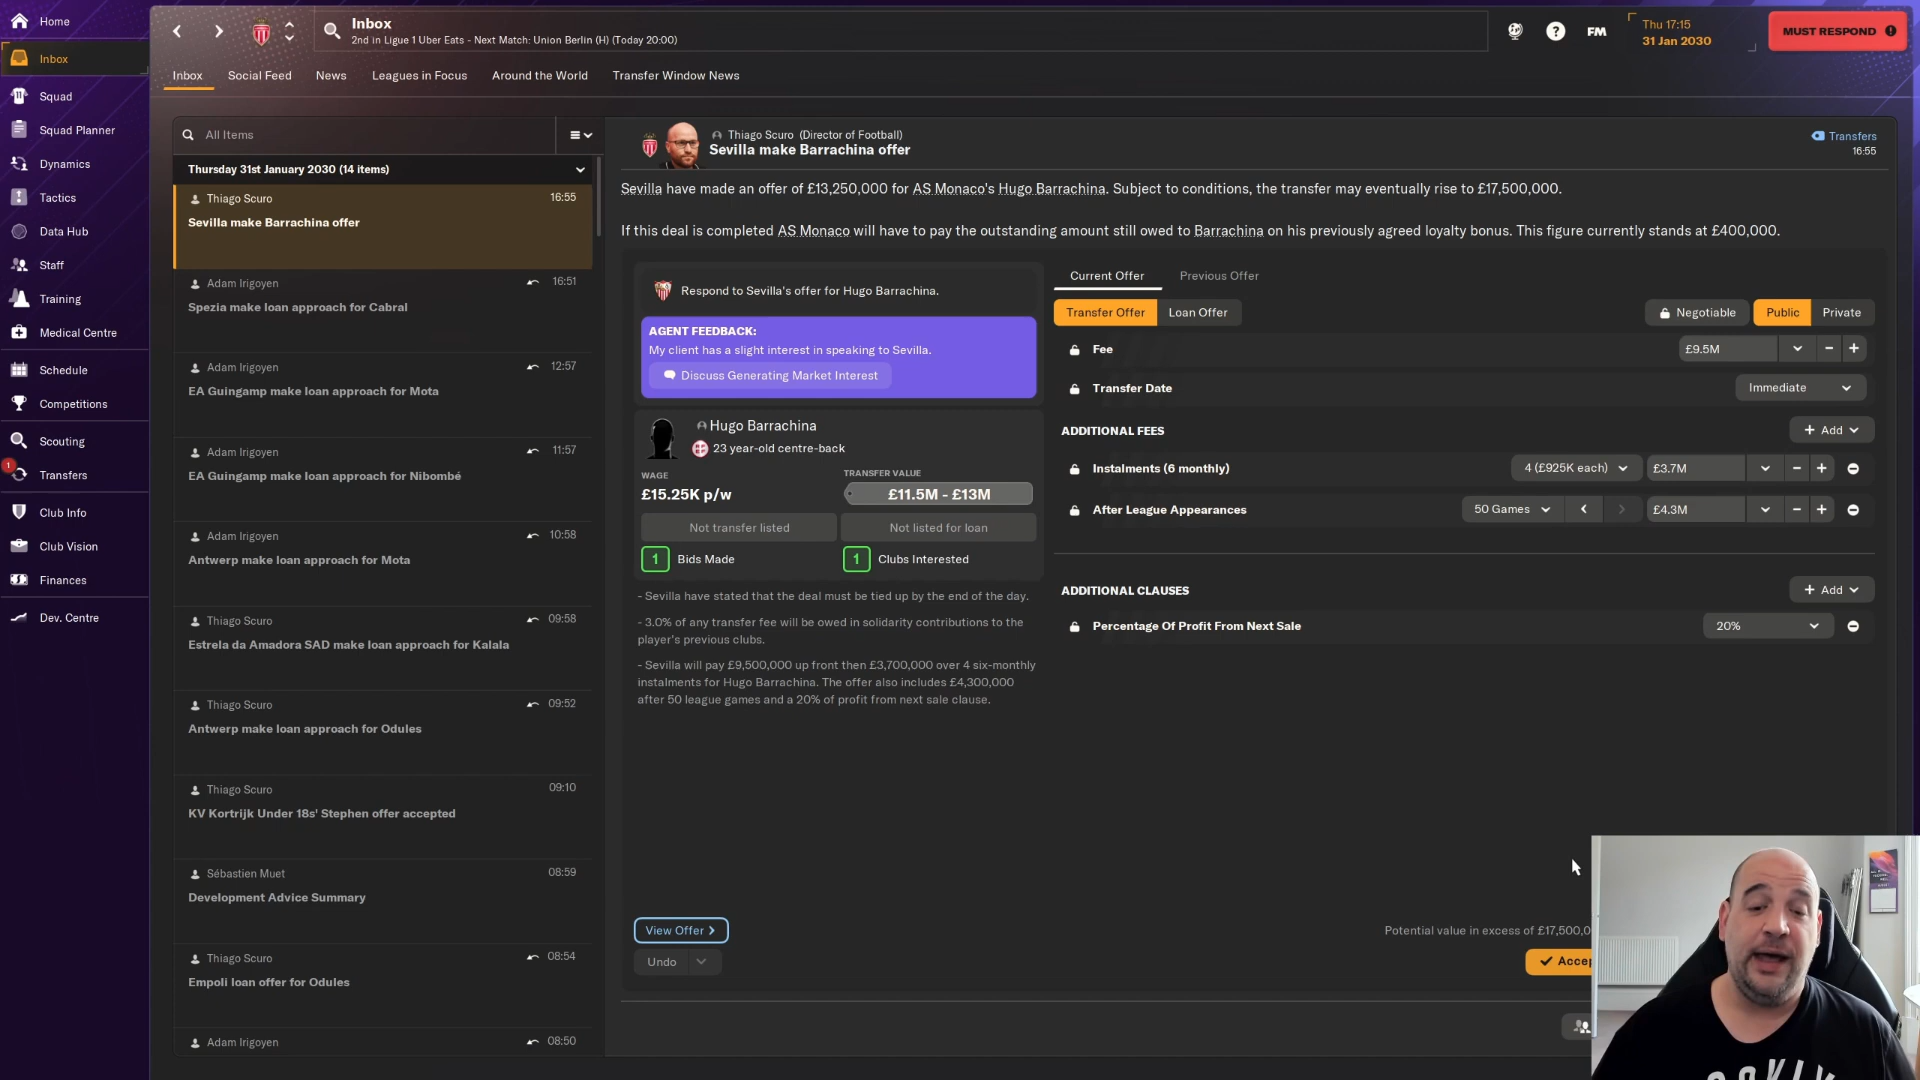 Home
Inbox
Squad
Squad Planner
Dynamics
Tactics
Data Hub
Staff
Training
Medical Centre
Schedule
Competitions
Scouting
1
Transfers
Club Info
Club Vision
Finances
Dev. Centre
Inbox
2nd in Ligue 1 Uber Eats - Next Match: Union Berlin (H) (Today 20:00)
FM
Thu 17:15
31 Jan 2030
MUST RESPOND
Inbox
Social Feed
News
Leagues in Focus
Around the World
Transfer Window News
All Items
Thursday 31st January 2030 (14 items)
Thiago Scuro 16:55
Sevilla make Barrachina offer
Adam Irigoyen 16:51
Spezia make loan approach for Cabral
Adam Irigoyen 12:57
EA Guingamp make loan approach for Mota
Adam Irigoyen 11:57
EA Guingamp make loan approach for Nibombé
Adam Irigoyen 10:58
Antwerp make loan approach for Mota
Thiago Scuro 09:58
Estrela da Amadora SAD make loan approach for Kalala
Thiago Scuro 09:52
Antwerp make loan approach for Odules
Thiago Scuro 09:10
KV Kortrijk Under 18s' Stephen offer accepted
Sébastien Muet 08:59
Development Advice Summary
Thiago Scuro 08:54
Empoli loan offer for Odules
Adam Irigoyen 08:50
Thiago Scuro (Director of Football)
Sevilla make Barrachina offer
Transfers
16:55
Sevilla have made an offer of £13,250,000 for AS Monaco's Hugo Barrachina. Subject to conditions, the transfer may eventually rise to £17,500,000.
If this deal is completed AS Monaco will have to pay the outstanding amount still owed to Barrachina on his previously agreed loyalty bonus. This figure currently stands at £400,000.
Respond to Sevilla's offer for Hugo Barrachina.
AGENT FEEDBACK:
My client has a slight interest in speaking to Sevilla.
Discuss Generating Market Interest
Hugo Barrachina
23 year-old centre-back
WAGE
£15.25K p/w
TRANSFER VALUE
£11.5M - £13M
Not transfer listed
Not listed for loan
1 Bids Made
1 Clubs Interested
- Sevilla have stated that the deal must be tied up by the end of the day.
- 3.0% of any transfer fee will be owed in solidarity contributions to the
player's previous clubs.
- Sevilla will pay £9,500,000 up front then £3,700,000 over 4 six-monthly
instalments for Hugo Barrachina. The offer also includes £4,300,000
after 50 league games and a 20% of profit from next sale clause.
Current Offer
Previous Offer
Transfer Offer
Loan Offer
Negotiable
Public
Private
Fee £9.5M
Transfer Date Immediate
ADDITIONAL FEES
Add
Instalments (6 monthly) 4 (£925K each) £3.7M
After League Appearances 50 Games £4.3M
ADDITIONAL CLAUSES
Add
Percentage Of Profit From Next Sale 20%
View Offer
Undo
Potential value in excess of £17,500,0
Accep